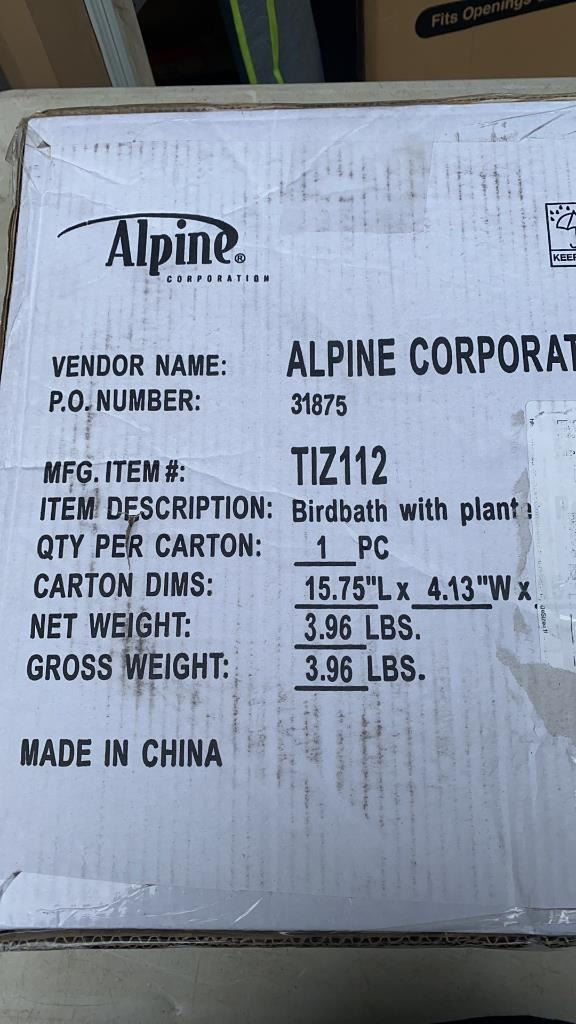 Fits Openings
Alpine®
CORPORATION
KEEP
VENDOR NAME: ALPINE CORPORAT
P.O. NUMBER: 31875
MFG. ITEM #: TIZ112
ITEM DESCRIPTION: Birdbath with plant
QTY PER CARTON: 1 PC
CARTON DIMS: 15.75"L x 4.13"W x
NET WEIGHT: 3.96 LBS.
GROSS WEIGHT: 3.96 LBS.
MADE IN CHINA